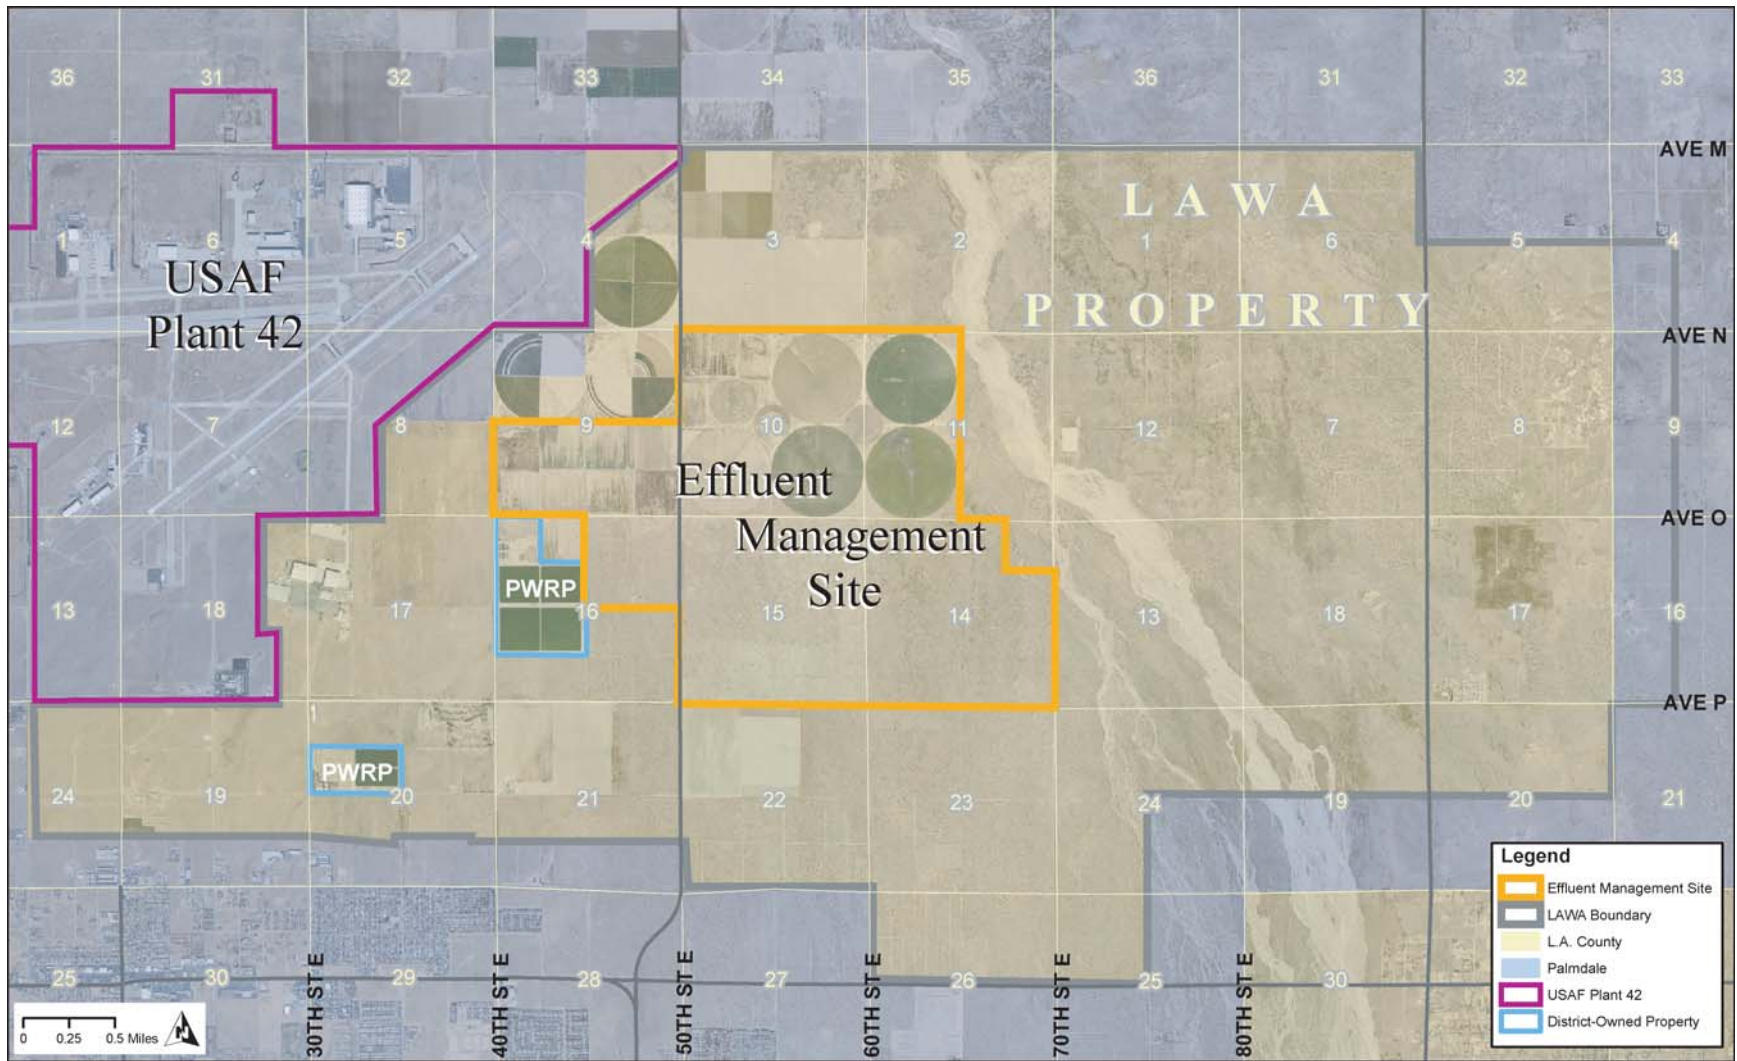 36 31 32 33 34 35 36 31 32 33
AVE M
LAWA
1 6 5 4 3 2 1 6 5 4
USAF
Plant 42
PROPERTY
AVE N
12 7 8 9 10 11 12 7 8 9
Effluent
Management
Site
AVE O
PWRP
13 18 17 16 15 14 13 18 17 16
AVE P
PWRP
24 19 20 21 22 23 24 19 20 21
25 30 29 28 27 26 25 30
30TH ST E
40TH ST E
50TH ST E
60TH ST E
70TH ST E
80TH ST E
0 0.25 0.5 Miles
N
Legend
Effluent Management Site
LAWA Boundary
L.A. County
Palmdale
USAF Plant 42
District-Owned Property